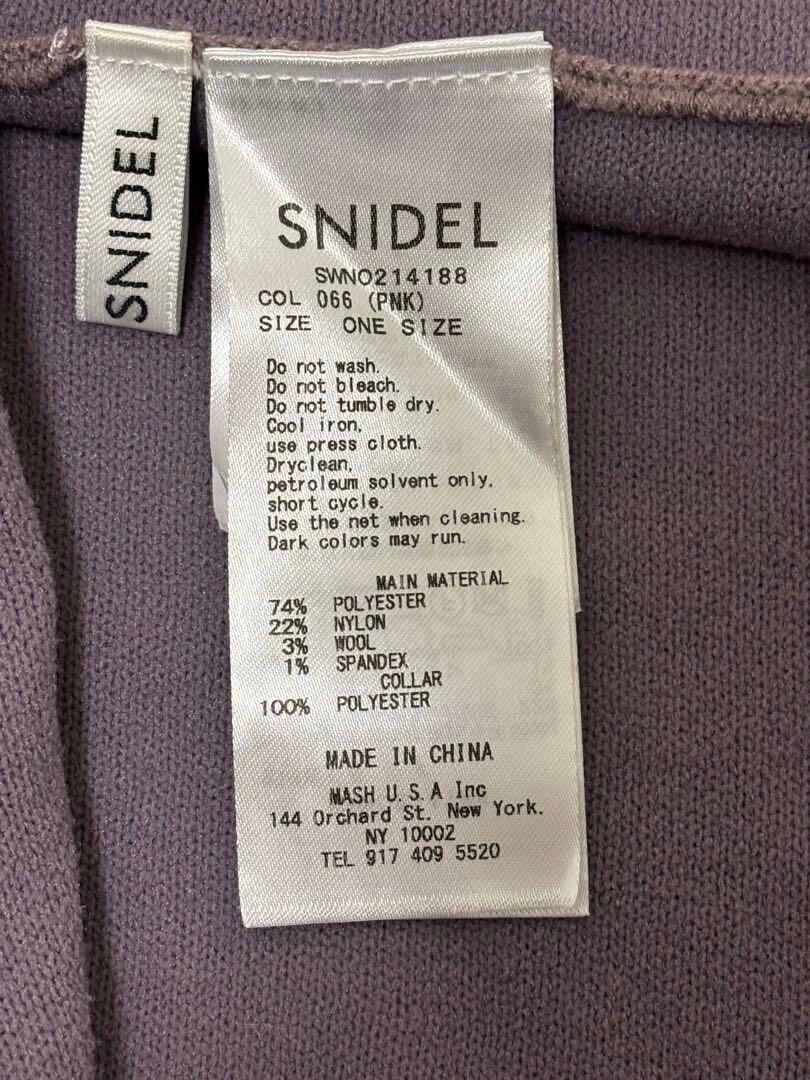 SNIDEL
SNIDEL
SWNO214188
COL 066 (PNK)
SIZE ONE SIZE
Do not wash.
Do not bleach.
Do not tumble dry.
Cool iron,
use press cloth.
Dryclean,
petroleum solvent only,
short cycle.
Use the net when cleaning.
Dark colors may run.
MAIN MATERIAL
74% POLYESTER
22% NYLON
3% WOOL
1% SPANDEX
COLLAR
100% POLYESTER
MADE IN CHINA
MASH U.S.A Inc
144 Orchard St. New York.
NY 10002
TEL 917 409 5520